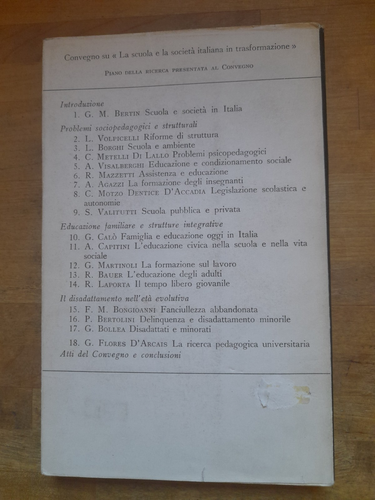 Convegno su « La scuola e la società italiana in trasformazione »
Piano della ricerca presentata al Convegno
Introduzione
1. G. M. Bertin Scuola e società in Italia
Problemi sociopedagogici e strutturali
2. L. Volpicelli Riforme di struttura
3. L. Borghi Scuola e ambiente
4. C. Metelli Di Lallo Problemi psicopedagogici
5. A. Visalberghi Educazione e condizionamento sociale
6. R. Mazzetti Assistenza e educazione
7. A. Agazzi La formazione degli insegnanti
8. C. Motzo Dentice D'Accadia Legislazione scolastica e
autonomie
9. S. Valitutti Scuola pubblica e privata
Educazione familiare e strutture integrative
10. G. Calò Famiglia e educazione oggi in Italia
11. A. Capitini L'educazione civica nella scuola e nella vita
sociale
12. G. Martinoli La formazione sul lavoro
13. R. Bauer L'educazione degli adulti
14. R. Laporta Il tempo libero giovanile
Il disadattamento nell'età evolutiva
15. F. M. Bongioanni Fanciullezza abbandonata
16. P. Bertolini Delinquenza e disadattamento minorile
17. G. Bollea Disadattati e minorati
18. G. Flores D'Arcais La ricerca pedagogica universitaria
Atti del Convegno e conclusioni